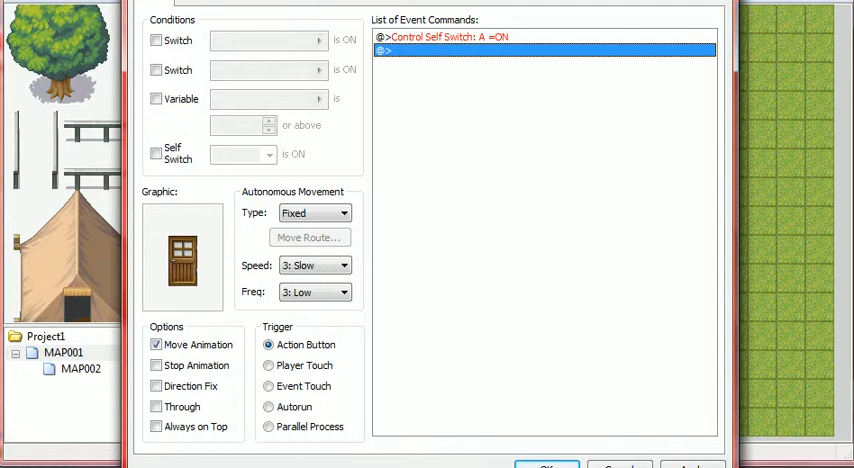 Conditions
Switch
is ON
Switch
is ON
Variable
is
or above
Self
Switch
is ON
Graphic:
Autonomous Movement
Type:
Fixed
Move Route...
Speed:
3: Slow
Freq:
3: Low
Options
Move Animation
Stop Animation
Direction Fix
Through
Always on Top
Trigger
Action Button
Player Touch
Event Touch
Autorun
Parallel Process
List of Event Commands:
@>Control Self Switch: A =ON
@>
Project1
MAP001
MAP002